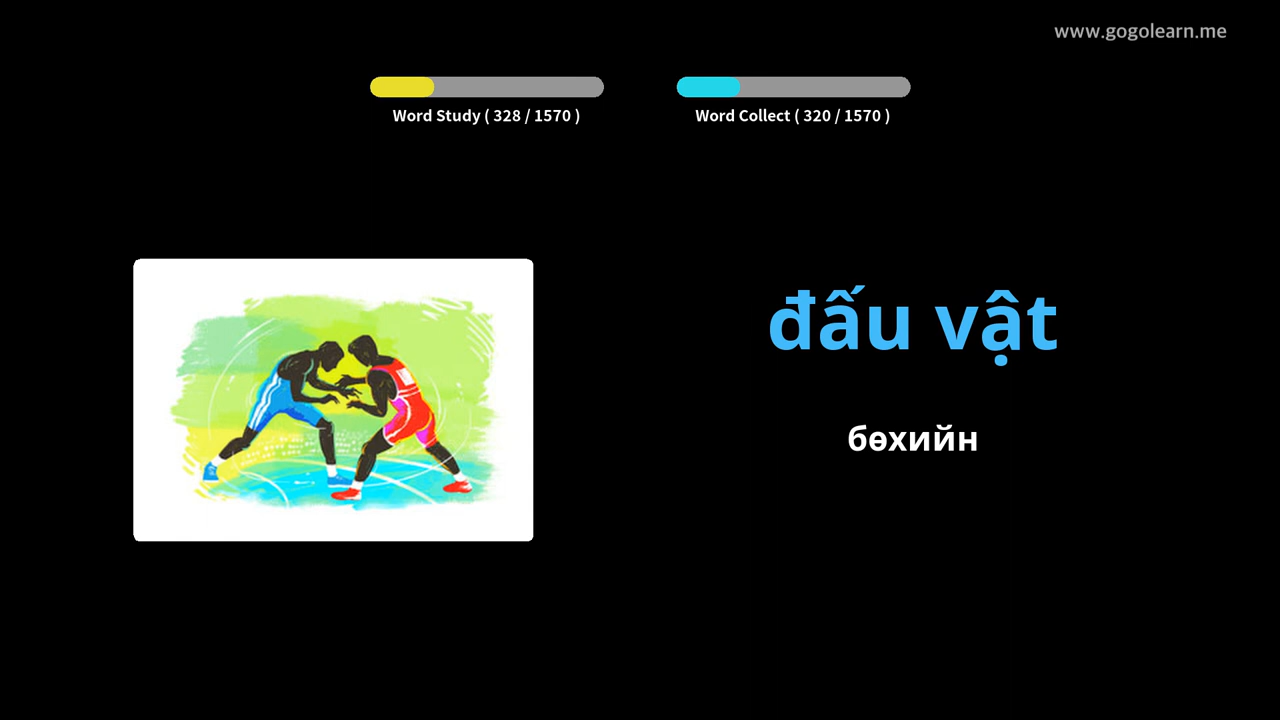 www.gogolearn.me
Word Study ( 328 / 1570 )
Word Collect ( 320 / 1570 )
đấu vật
бөхийн